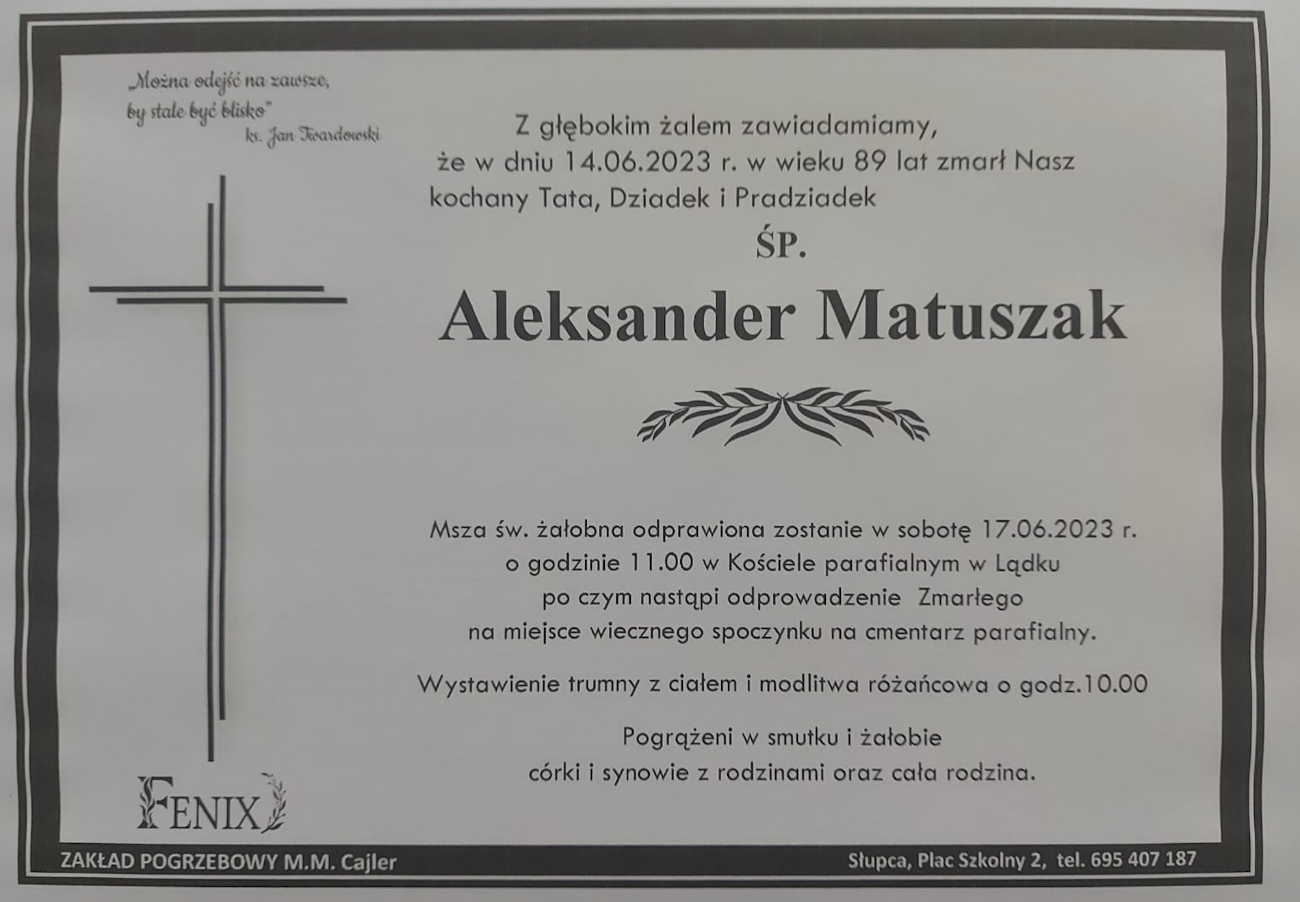 „Można odejść na zawsze,
by stale być blisko”
ks. Jan Twardowski
Z głębokim żalem zawiadamiamy,
że w dniu 14.06.2023 r. w wieku 89 lat zmarł Nasz
kochany Tata, Dziadek i Pradziadek
ŚP.
Aleksander Matuszak
Msza św. żałobna odprawiona zostanie w sobotę 17.06.2023 r.
o godzinie 11.00 w Kościele parafialnym w Lądku
po czym nastąpi odprowadzenie Zmarłego
na miejsce wiecznego spoczynku na cmentarz parafialny.
Wystawienie trumny z ciałem i modlitwa różańcowa o godz.10.00
Pogrążeni w smutku i żałobie
córki i synowie z rodzinami oraz cała rodzina.
FENIX
ZAKŁAD POGRZEBOWY M.M. Cajler
Słupca, Plac Szkolny 2, tel. 695 407 187